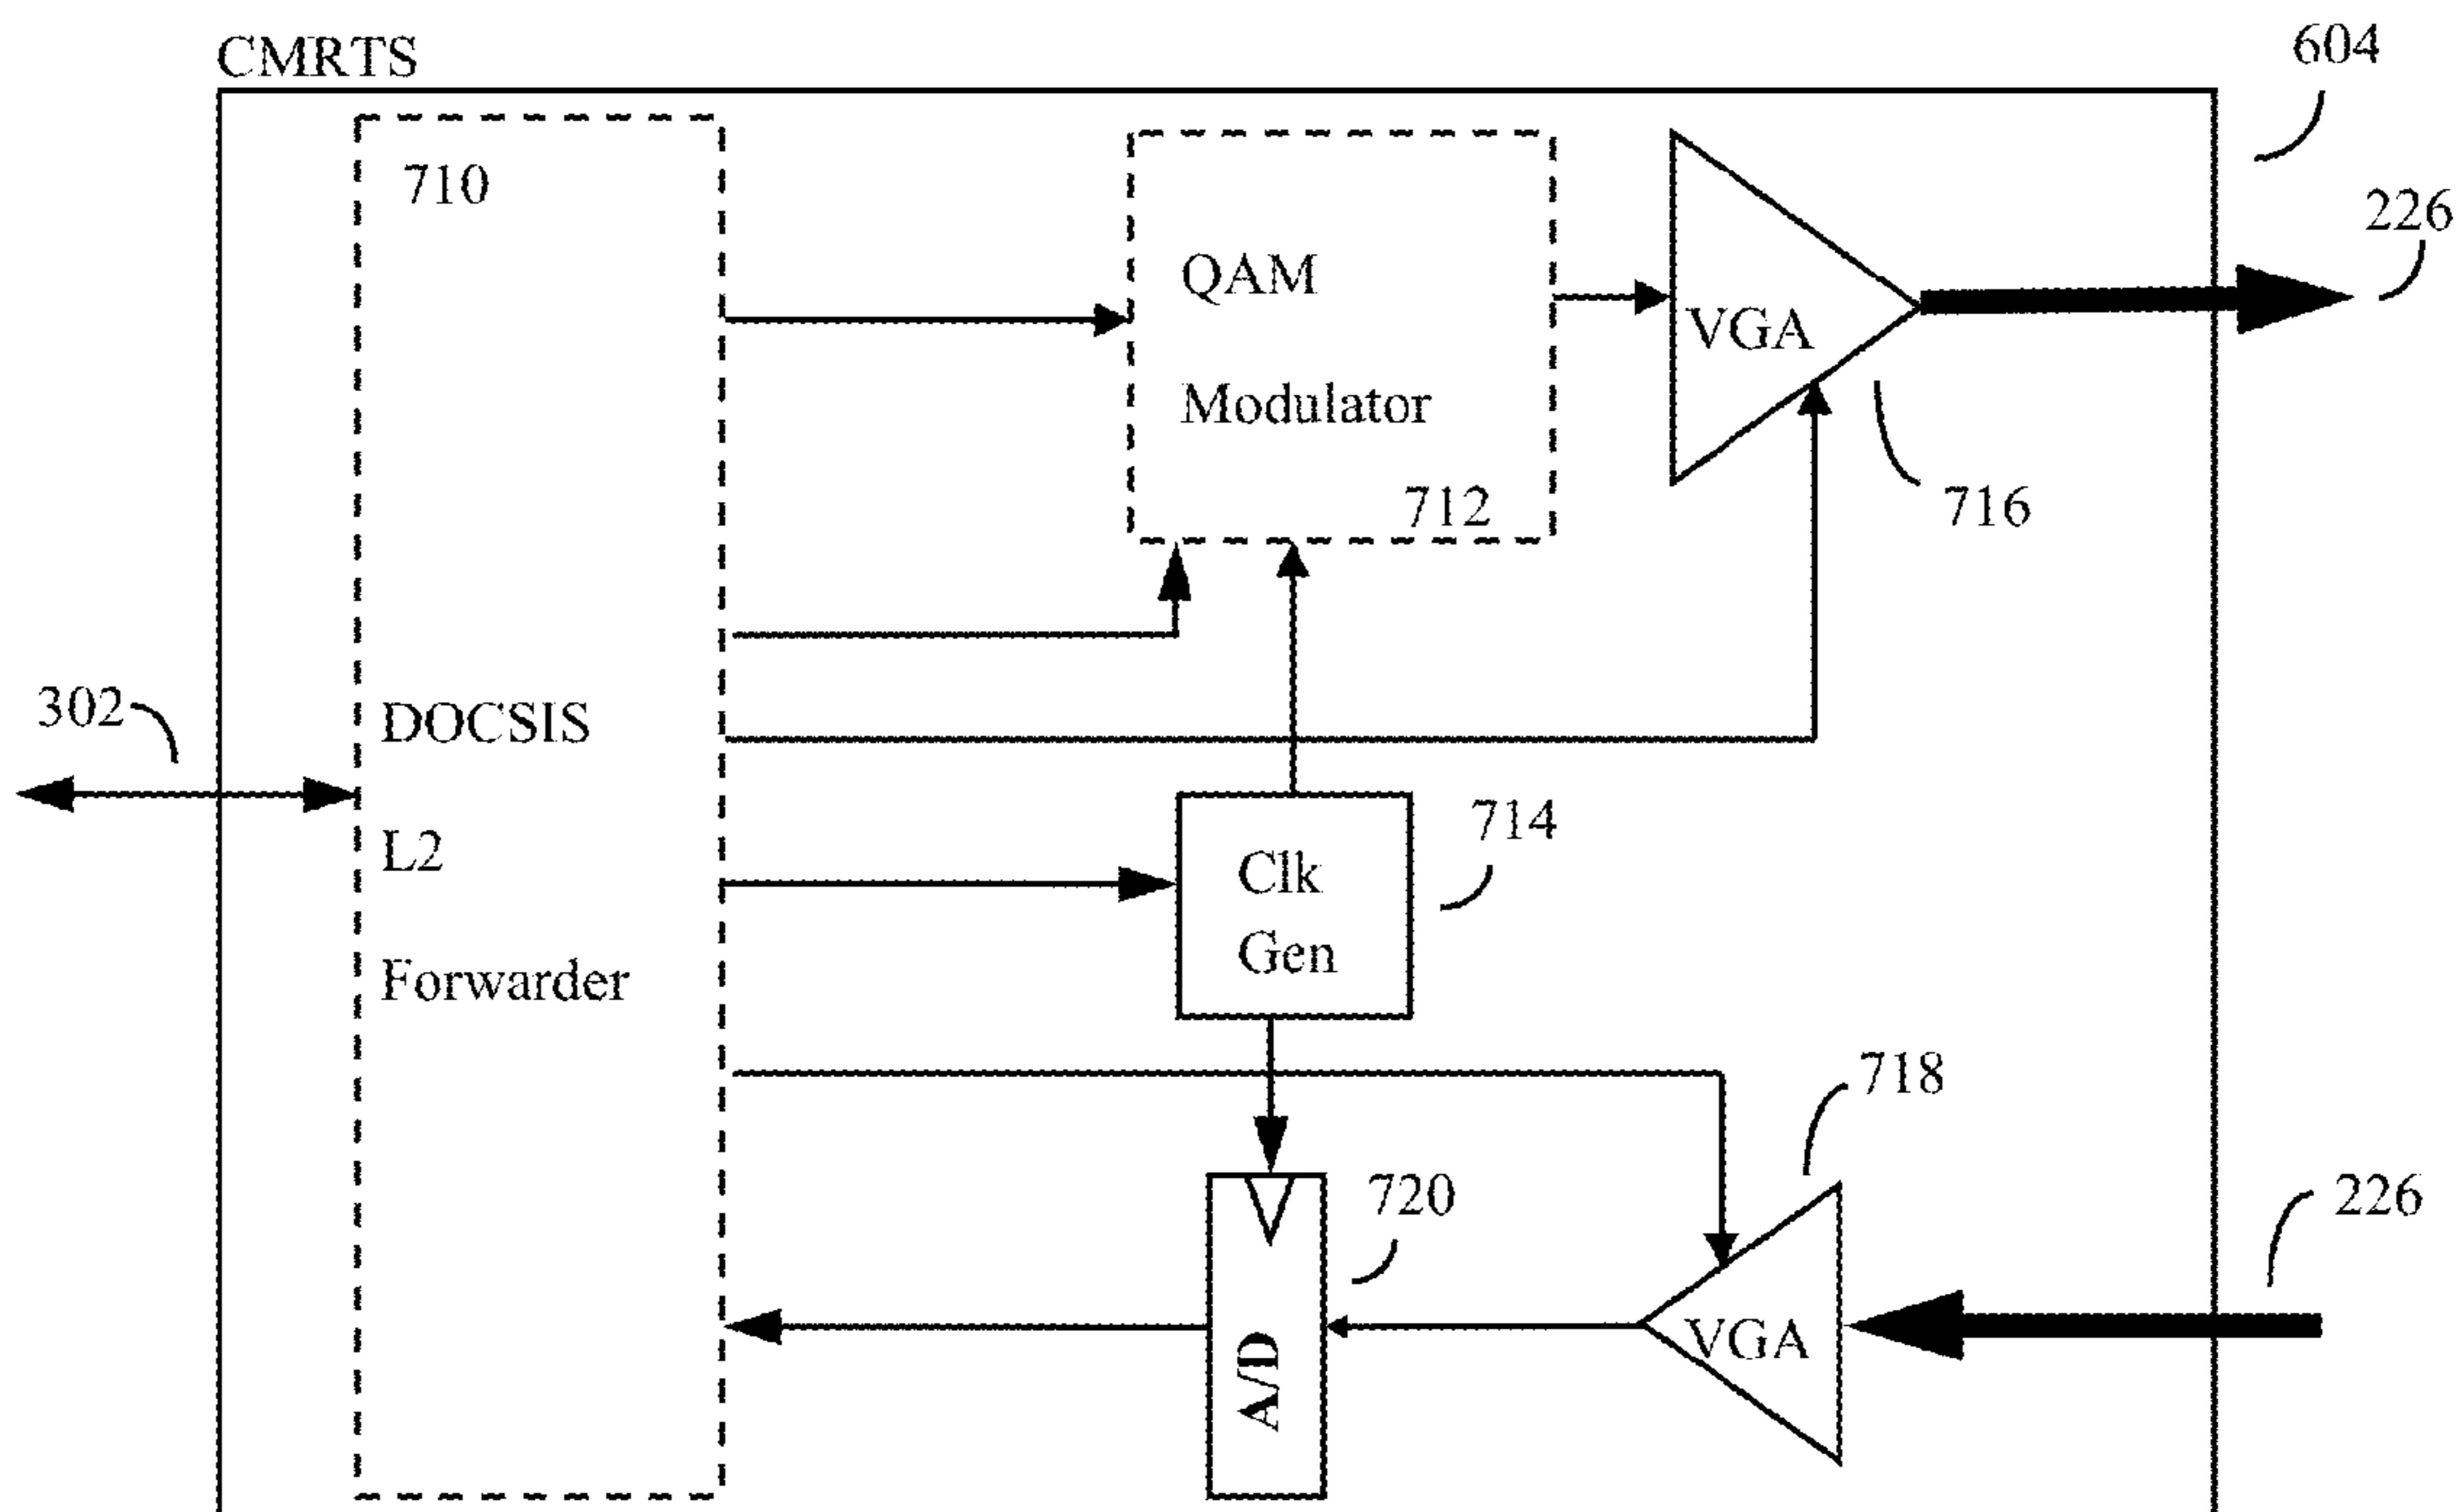 CMRTS
604
710
226
QAM
VGA
Modulator
712
716
302
DOCSIS
714
L2
Clk
Gen
Forwarder
718
720
226
VGA
A/D